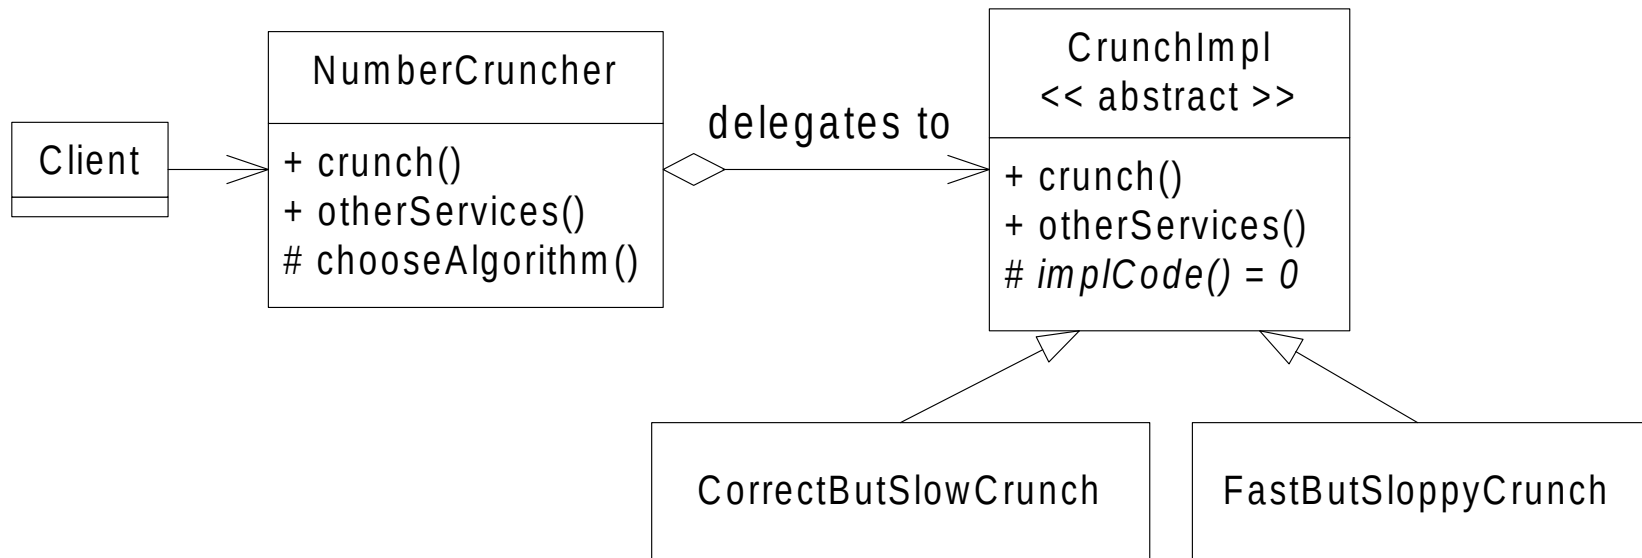 Client
NumberCruncher
+ crunch()
+ otherServices()
# chooseAlgorithm()
delegates to
CrunchImpl
<< abstract >>
+ crunch()
+ otherServices()
# implCode() = 0
CorrectButSlowCrunch
FastButSloppyCrunch